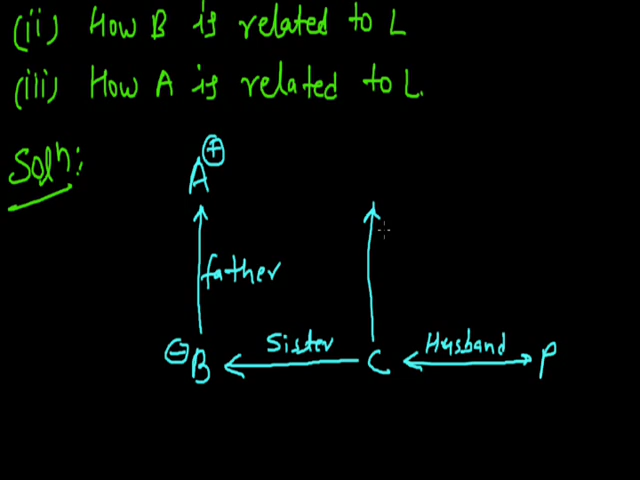 (ii) How B is related to L
(iii) How A is related to L.
Solⁿ:
A +
father
- B Sister C Husband P